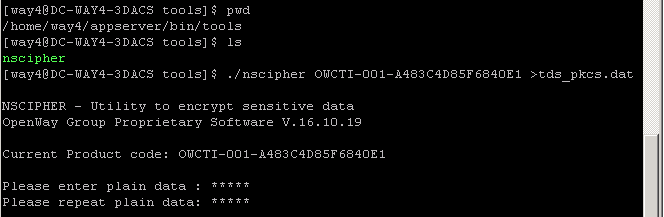 [way4@DC-WAY4-3DACS tools]$ pwd
/home/way4/appserver/bin/tools
[way4@DC-WAY4-3DACS tools]$ ls
nscipher
[way4@DC-WAY4-3DACS tools]$ ./nscipher OWCTI-001-A483C4D85F6840E1 >tds_pkcs.dat
NSCIPHER - Utility to encrypt sensitive data
OpenWay Group Proprietary Software V.16.10.19
Current Product code: OWCTI-001-A483C4D85F6840E1
Please enter plain data : *****
Please repeat plain data: *****